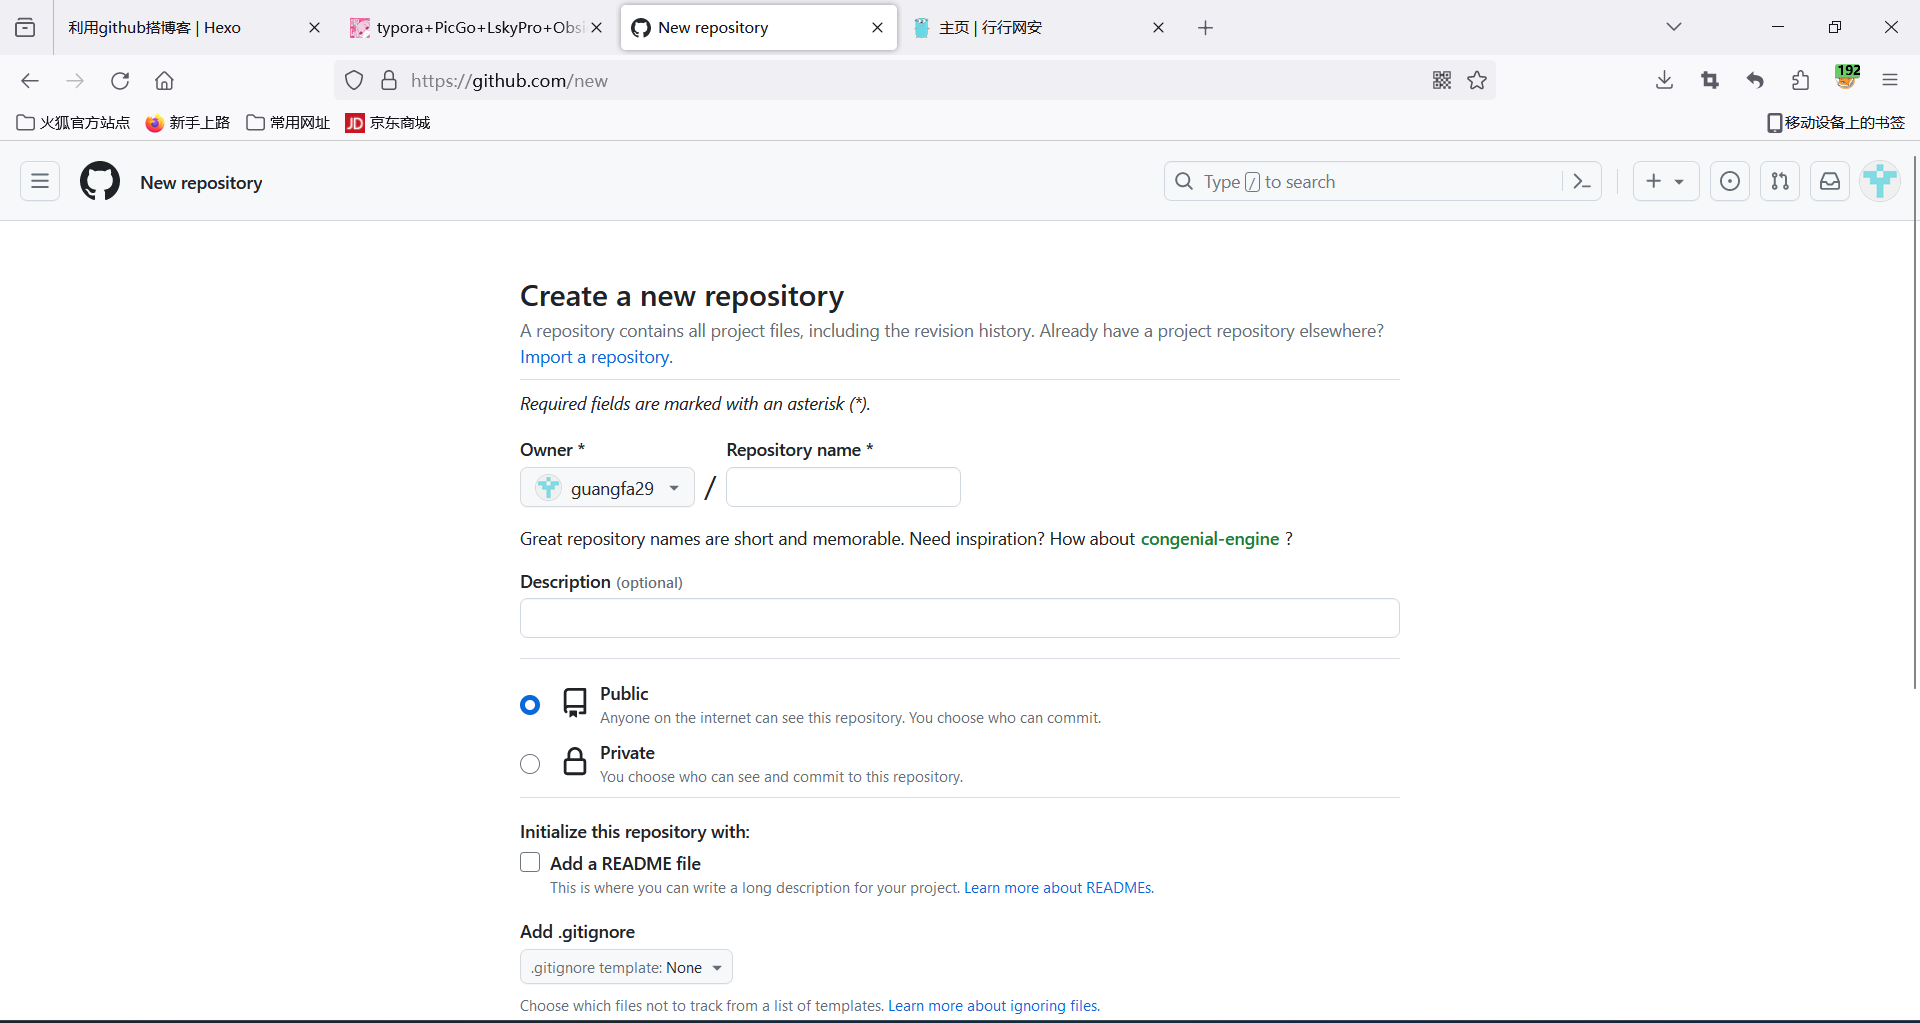 利用github搭博客 | Hexo
typora+PicGo+LskyPro+Obsi
New repository
主页 | 行行网安
https://github.com/new
192
火狐官方站点
新手上路
常用网址
JD 京东商城
移动设备上的书签
New repository
Type / to search
Create a new repository
A repository contains all project files, including the revision history. Already have a project repository elsewhere?
Import a repository.
Required fields are marked with an asterisk (*).
Owner *
Repository name *
guangfa29
/
Great repository names are short and memorable. Need inspiration? How about congenial-engine ?
Description (optional)
Public
Anyone on the internet can see this repository. You choose who can commit.
Private
You choose who can see and commit to this repository.
Initialize this repository with:
Add a README file
This is where you can write a long description for your project. Learn more about READMEs.
Add .gitignore
.gitignore template: None
Choose which files not to track from a list of templates. Learn more about ignoring files.